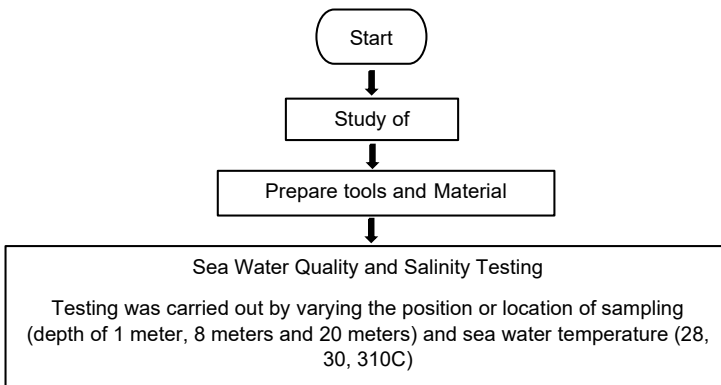 Start
Study of
Prepare tools and Material
Sea Water Quality and Salinity Testing
Testing was carried out by varying the position or location of sampling
(depth of 1 meter, 8 meters and 20 meters) and sea water temperature (28,
30, 310C)